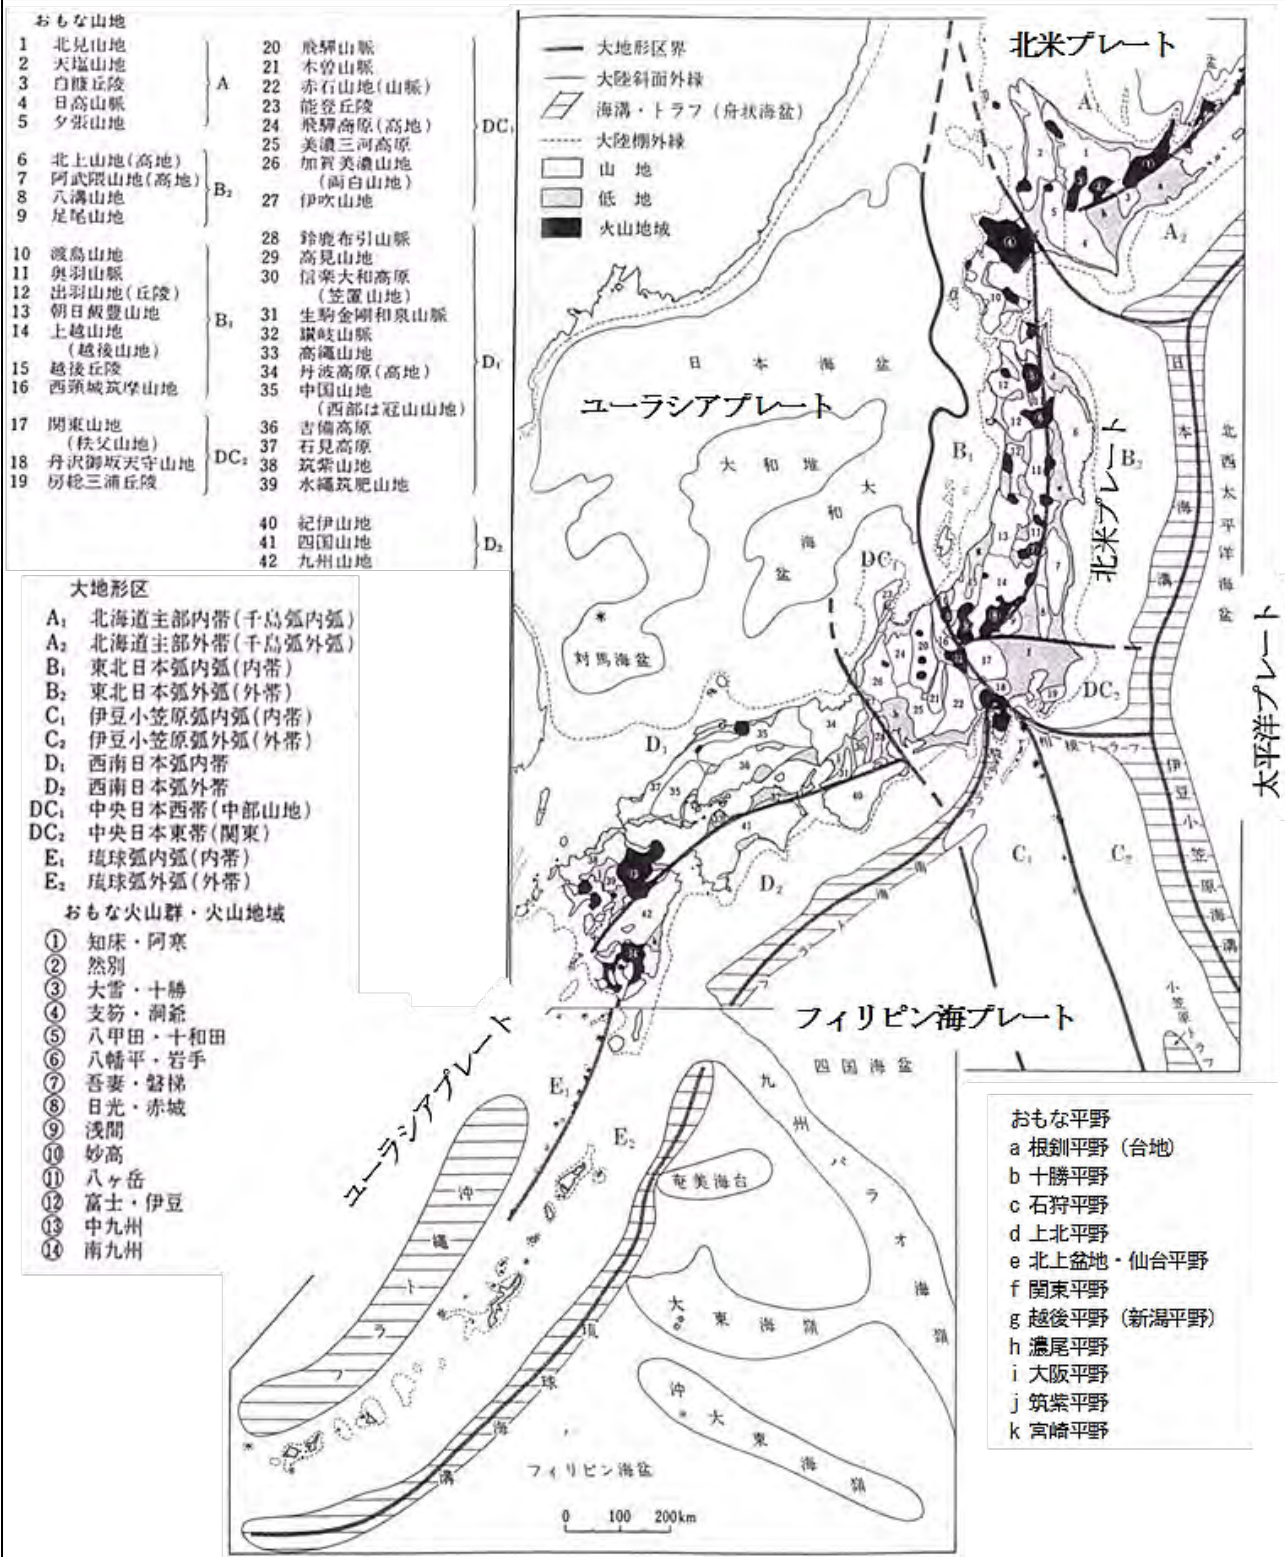 おもな山地
1 北見山地
2 天塩山地
3 白糠丘陵
4 日高山脈
5 夕張山地
A
6 北上山地(高地)
7 阿武隈山地(高地)
8 八溝山地
9 足尾山地
B₂
10 渡島山地
11 奥羽山脈
12 出羽山地(丘陵)
13 朝日飯豊山地
14 上越山地
(越後山地)
15 越後丘陵
16 西頸城筑摩山地
B₁
17 関東山地
(秩父山地)
18 丹沢御坂天守山地
19 房総三浦丘陵
DC₂
20 飛驒山脈
21 木曽山脈
22 赤石山地(山脈)
23 能登丘陵
24 飛驒高原(高地)
25 美濃三河高原
26 加賀美濃山地
(両白山地)
27 伊吹山地
DC₁
28 鈴鹿布引山脈
29 高見山地
30 信楽大和高原
(笠置山地)
31 生駒金剛和泉山脈
32 讃岐山脈
33 高縄山地
34 丹波高原(高地)
35 中国山地
(西部は冠山山地)
36 吉備高原
37 石見高原
38 筑紫山地
39 水縄筑肥山地
D₁
40 紀伊山地
41 四国山地
42 九州山地
D₂
大地形区
A₁ 北海道主部内帯(千島弧内弧)
A₂ 北海道主部外帯(千島弧外弧)
B₁ 東北日本弧内弧(内帯)
B₂ 東北日本弧外弧(外帯)
C₁ 伊豆小笠原弧内弧(内帯)
C₂ 伊豆小笠原弧外弧(外帯)
D₁ 西南日本弧内帯
D₂ 西南日本弧外帯
DC₁ 中央日本西帯(中部山地)
DC₂ 中央日本東帯(関東)
E₁ 琉球弧内弧(内帯)
E₂ 琉球弧外弧(外帯)
おもな火山群・火山地域
① 知床・阿寒
② 然別
③ 大雪・十勝
④ 支笏・洞爺
⑤ 八甲田・十和田
⑥ 八幡平・岩手
⑦ 吾妻・磐梯
⑧ 日光・赤城
⑨ 浅間
⑩ 妙高
⑪ 八ヶ岳
⑫ 富士・伊豆
⑬ 中九州
⑭ 南九州
大地形区界
大陸斜面外縁
海溝・トラフ(舟状海盆)
大陸棚外縁
山地
低地
火山地域
北米プレート
A₁
A₂
日本海盆
ユーラシアプレート
大和堆
大和海盆
B₁
B₂
北米プレート
日本海溝
北西太平洋海盆
太平洋プレート
DC₁
対馬海盆
DC₂
D₁
D₂
相模トラフ
伊豆小笠原海溝
C₁
C₂
南海トラフ
小笠原トラフ
フィリピン海プレート
四国海盆
ユーラシアプレート
E₁
E₂
九州パラオ海嶺
奄美海台
沖縄トラフ
大東海嶺
琉球海溝
沖大東海嶺
フィリピン海盆
0 100 200km
おもな平野
a 根釧平野(台地)
b 十勝平野
c 石狩平野
d 上北平野
e 北上盆地・仙台平野
f 関東平野
g 越後平野(新潟平野)
h 濃尾平野
i 大阪平野
j 筑紫平野
k 宮崎平野